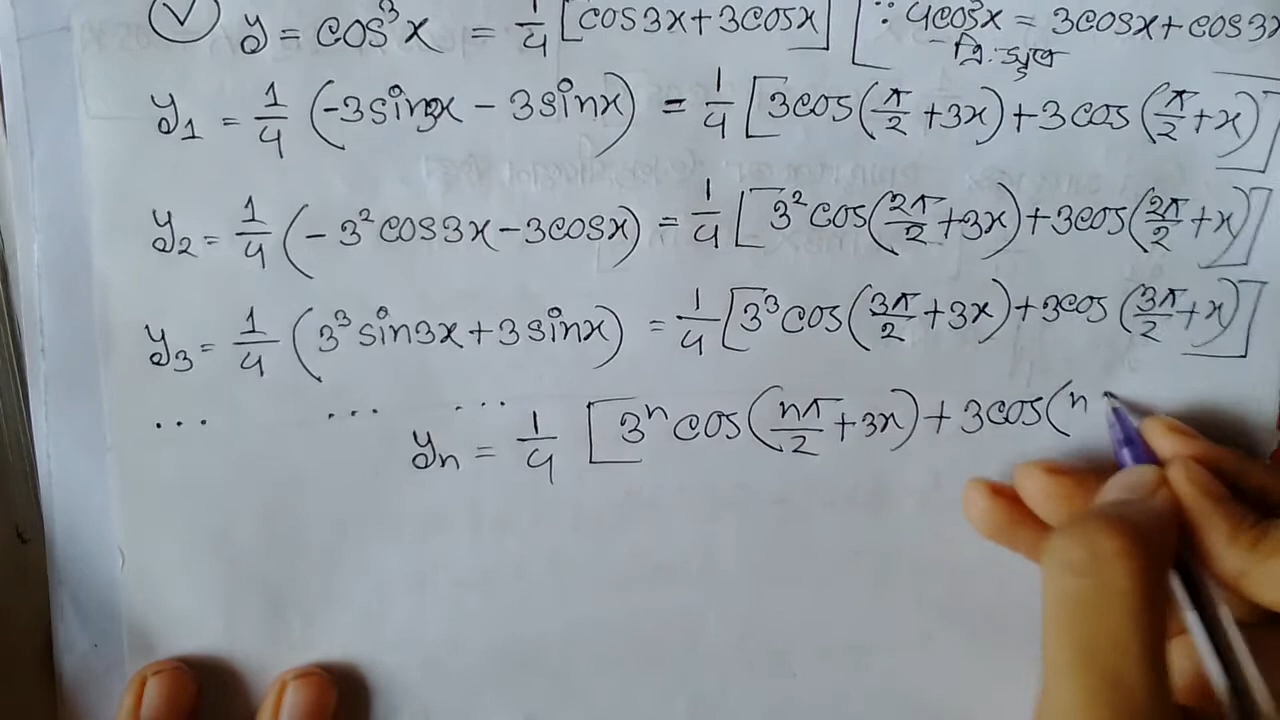 (V) y = cos³x = 1/4 [cos3x + 3cosx] [∵ 4cos³x = 3cosx + cos3x
ত্রি: সূত্র
y₁ = 1/4 (-3sin3x - 3sinx) = 1/4 [3cos(π/2 + 3x) + 3cos(π/2 + x)]
y₂ = 1/4 (-3²cos3x - 3cosx) = 1/4 [3²cos(2π/2 + 3x) + 3cos(2π/2 + x)]
y₃ = 1/4 (3³sin3x + 3sinx) = 1/4 [3³cos(3π/2 + 3x) + 3cos(3π/2 + x)]
... ... ...
yₙ = 1/4 [3ⁿcos(nπ/2 + 3x) + 3cos(n